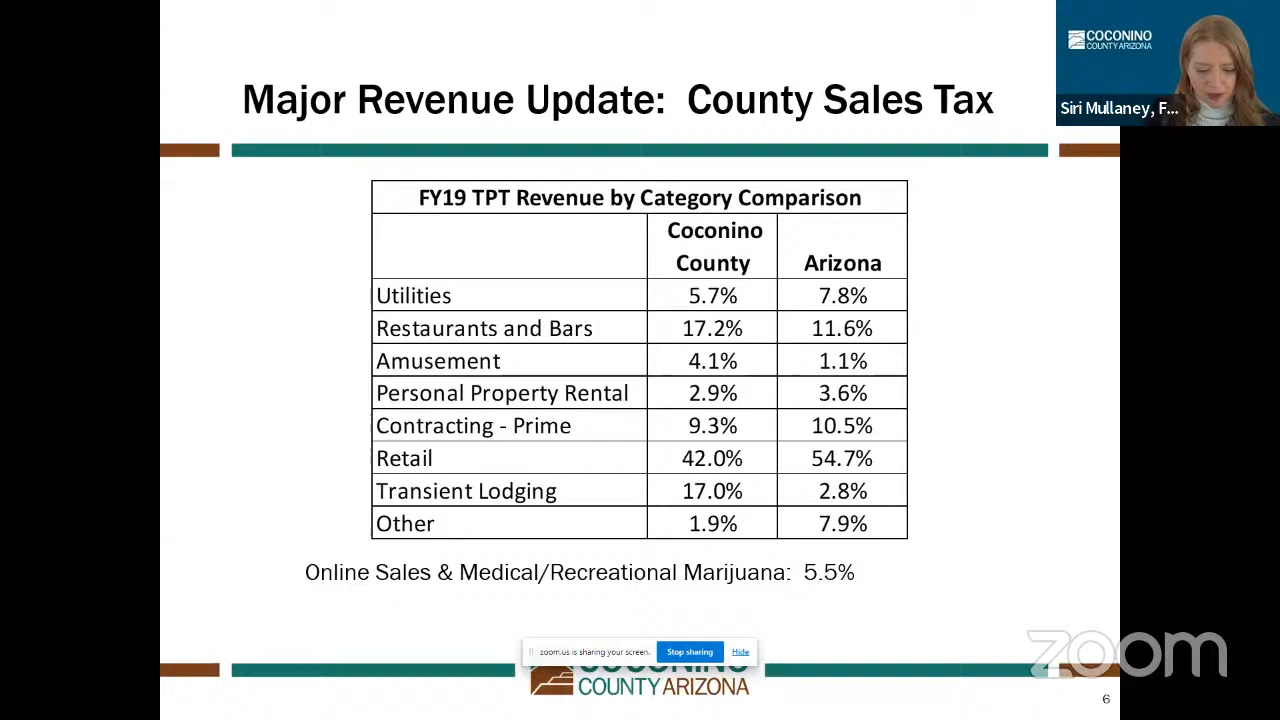 COCONINO
COUNTY ARIZONA
Siri Mullaney, F...
Major Revenue Update: County Sales Tax
FY19 TPT Revenue by Category Comparison
Coconino County Arizona
Utilities 5.7% 7.8%
Restaurants and Bars 17.2% 11.6%
Amusement 4.1% 1.1%
Personal Property Rental 2.9% 3.6%
Contracting - Prime 9.3% 10.5%
Retail 42.0% 54.7%
Transient Lodging 17.0% 2.8%
Other 1.9% 7.9%
Online Sales & Medical/Recreational Marijuana: 5.5%
zoom.us is sharing your screen. Stop sharing Hide
COCONINO
COUNTY ARIZONA
zoom
6